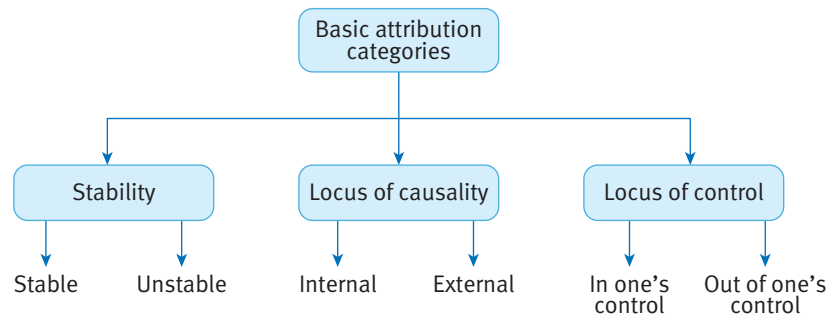 Basic attribution
categories
Stability
Locus of causality
Locus of control
Stable
Unstable
Internal
External
In one’s
control
Out of one’s
control